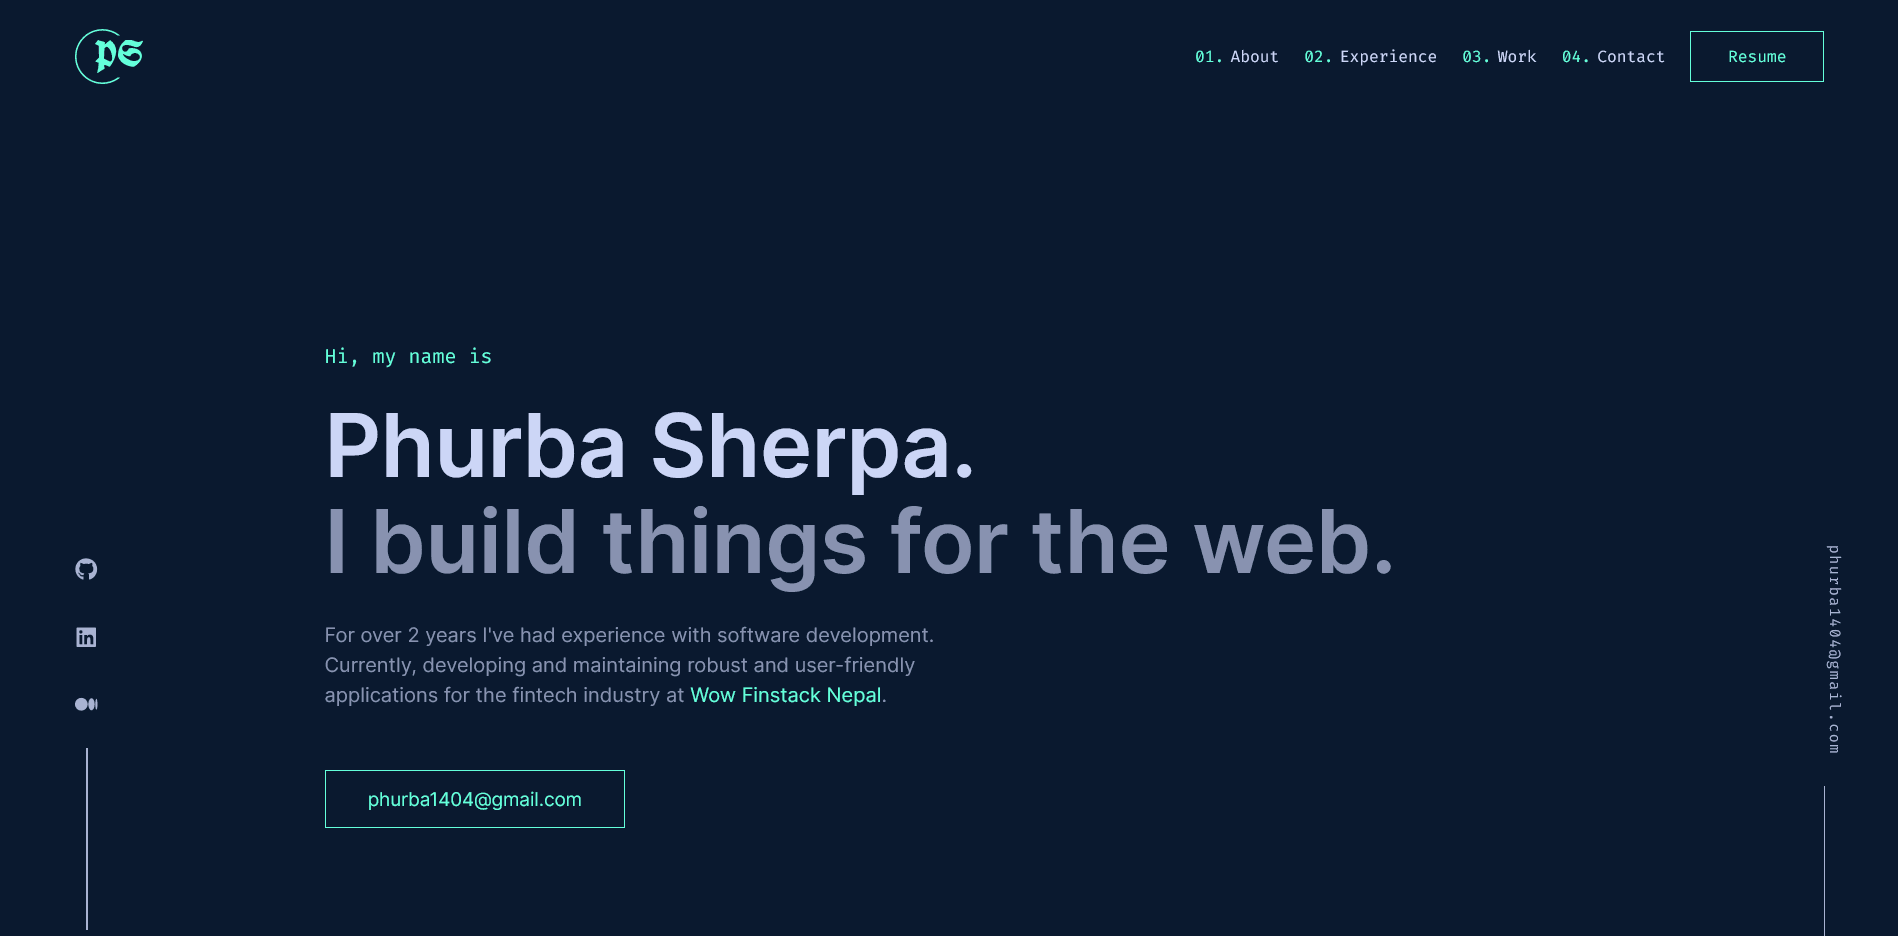 PS
01. About 02. Experience 03. Work 04. Contact Resume
Hi, my name is
Phurba Sherpa.
I build things for the web.
For over 2 years I've had experience with software development.
Currently, developing and maintaining robust and user-friendly
applications for the fintech industry at Wow Finstack Nepal.
phurba1404@gmail.com
in
phurba1404@gmail.com